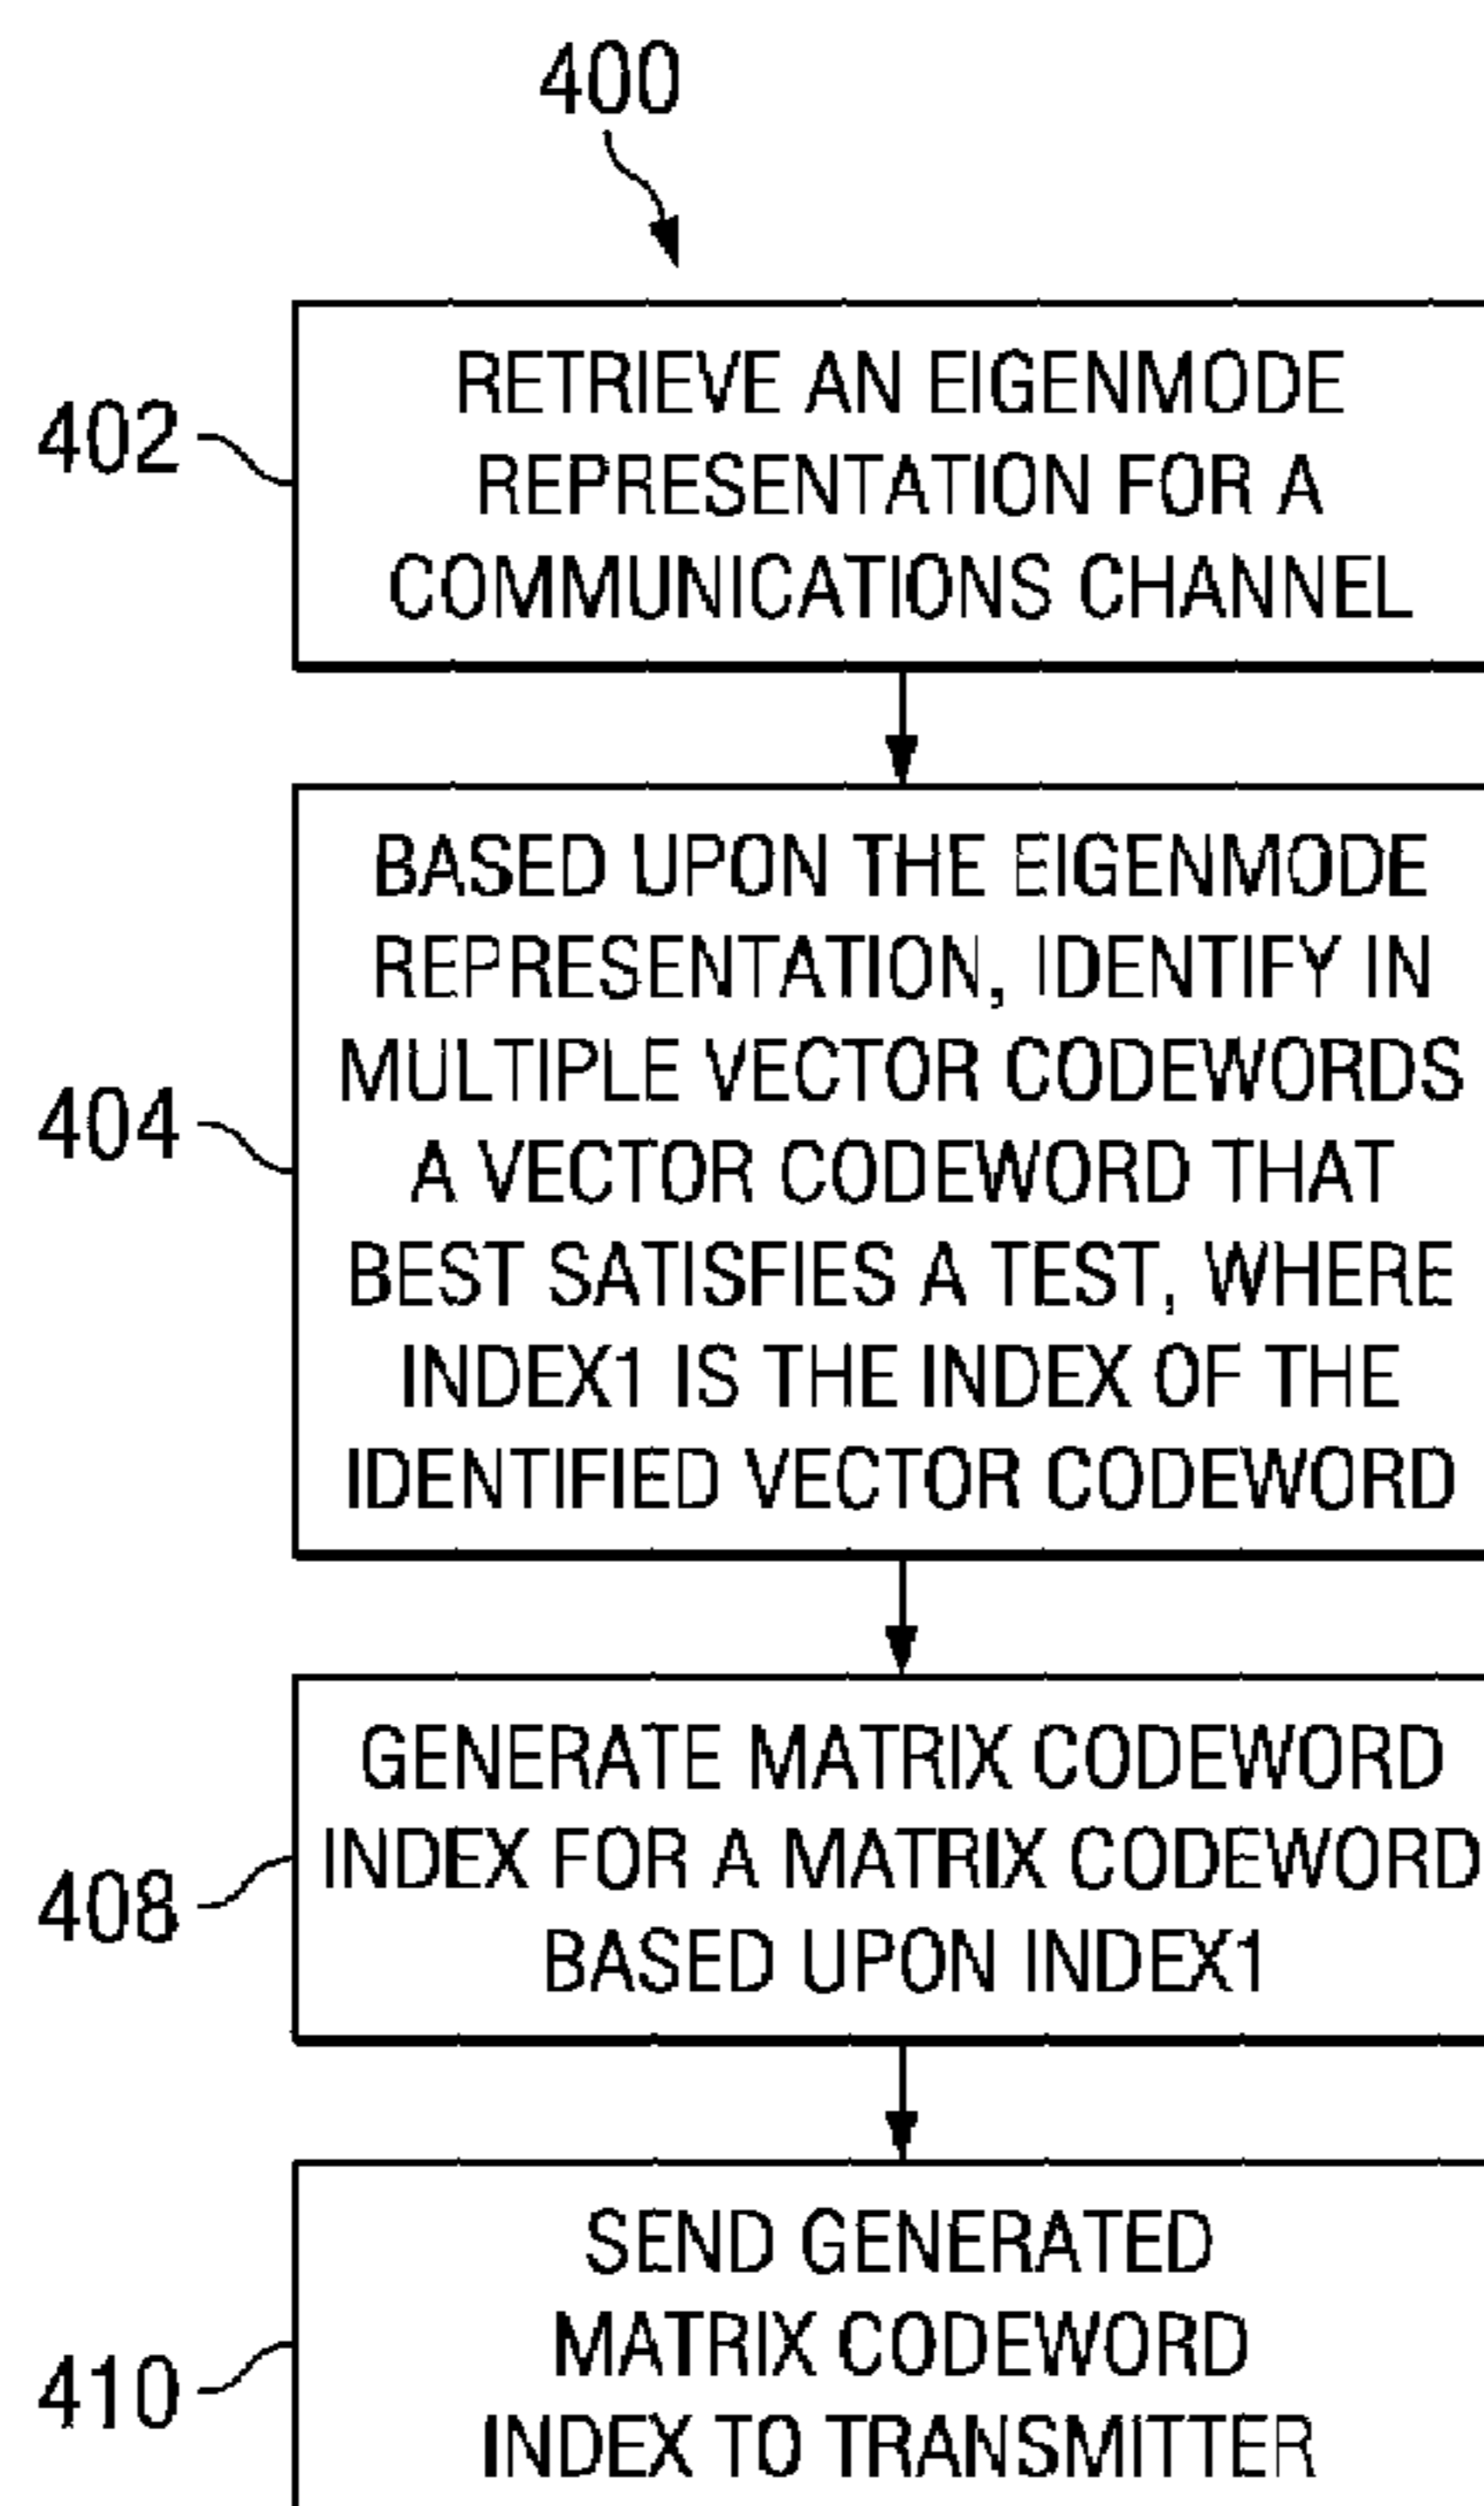 400
402
RETRIEVE AN EIGENMODE
REPRESENTATION FOR A
COMMUNICATIONS CHANNEL
404
BASED UPON THE EIGENMODE
REPRESENTATION, IDENTIFY IN
MULTIPLE VECTOR CODEWORDS
A VECTOR CODEWORD THAT
BEST SATISFIES A TEST, WHERE
INDEX1 IS THE INDEX OF THE
IDENTIFIED VECTOR CODEWORD
408
GENERATE MATRIX CODEWORD
INDEX FOR A MATRIX CODEWORD
BASED UPON INDEX1
410
SEND GENERATED
MATRIX CODEWORD
INDEX TO TRANSMITTER